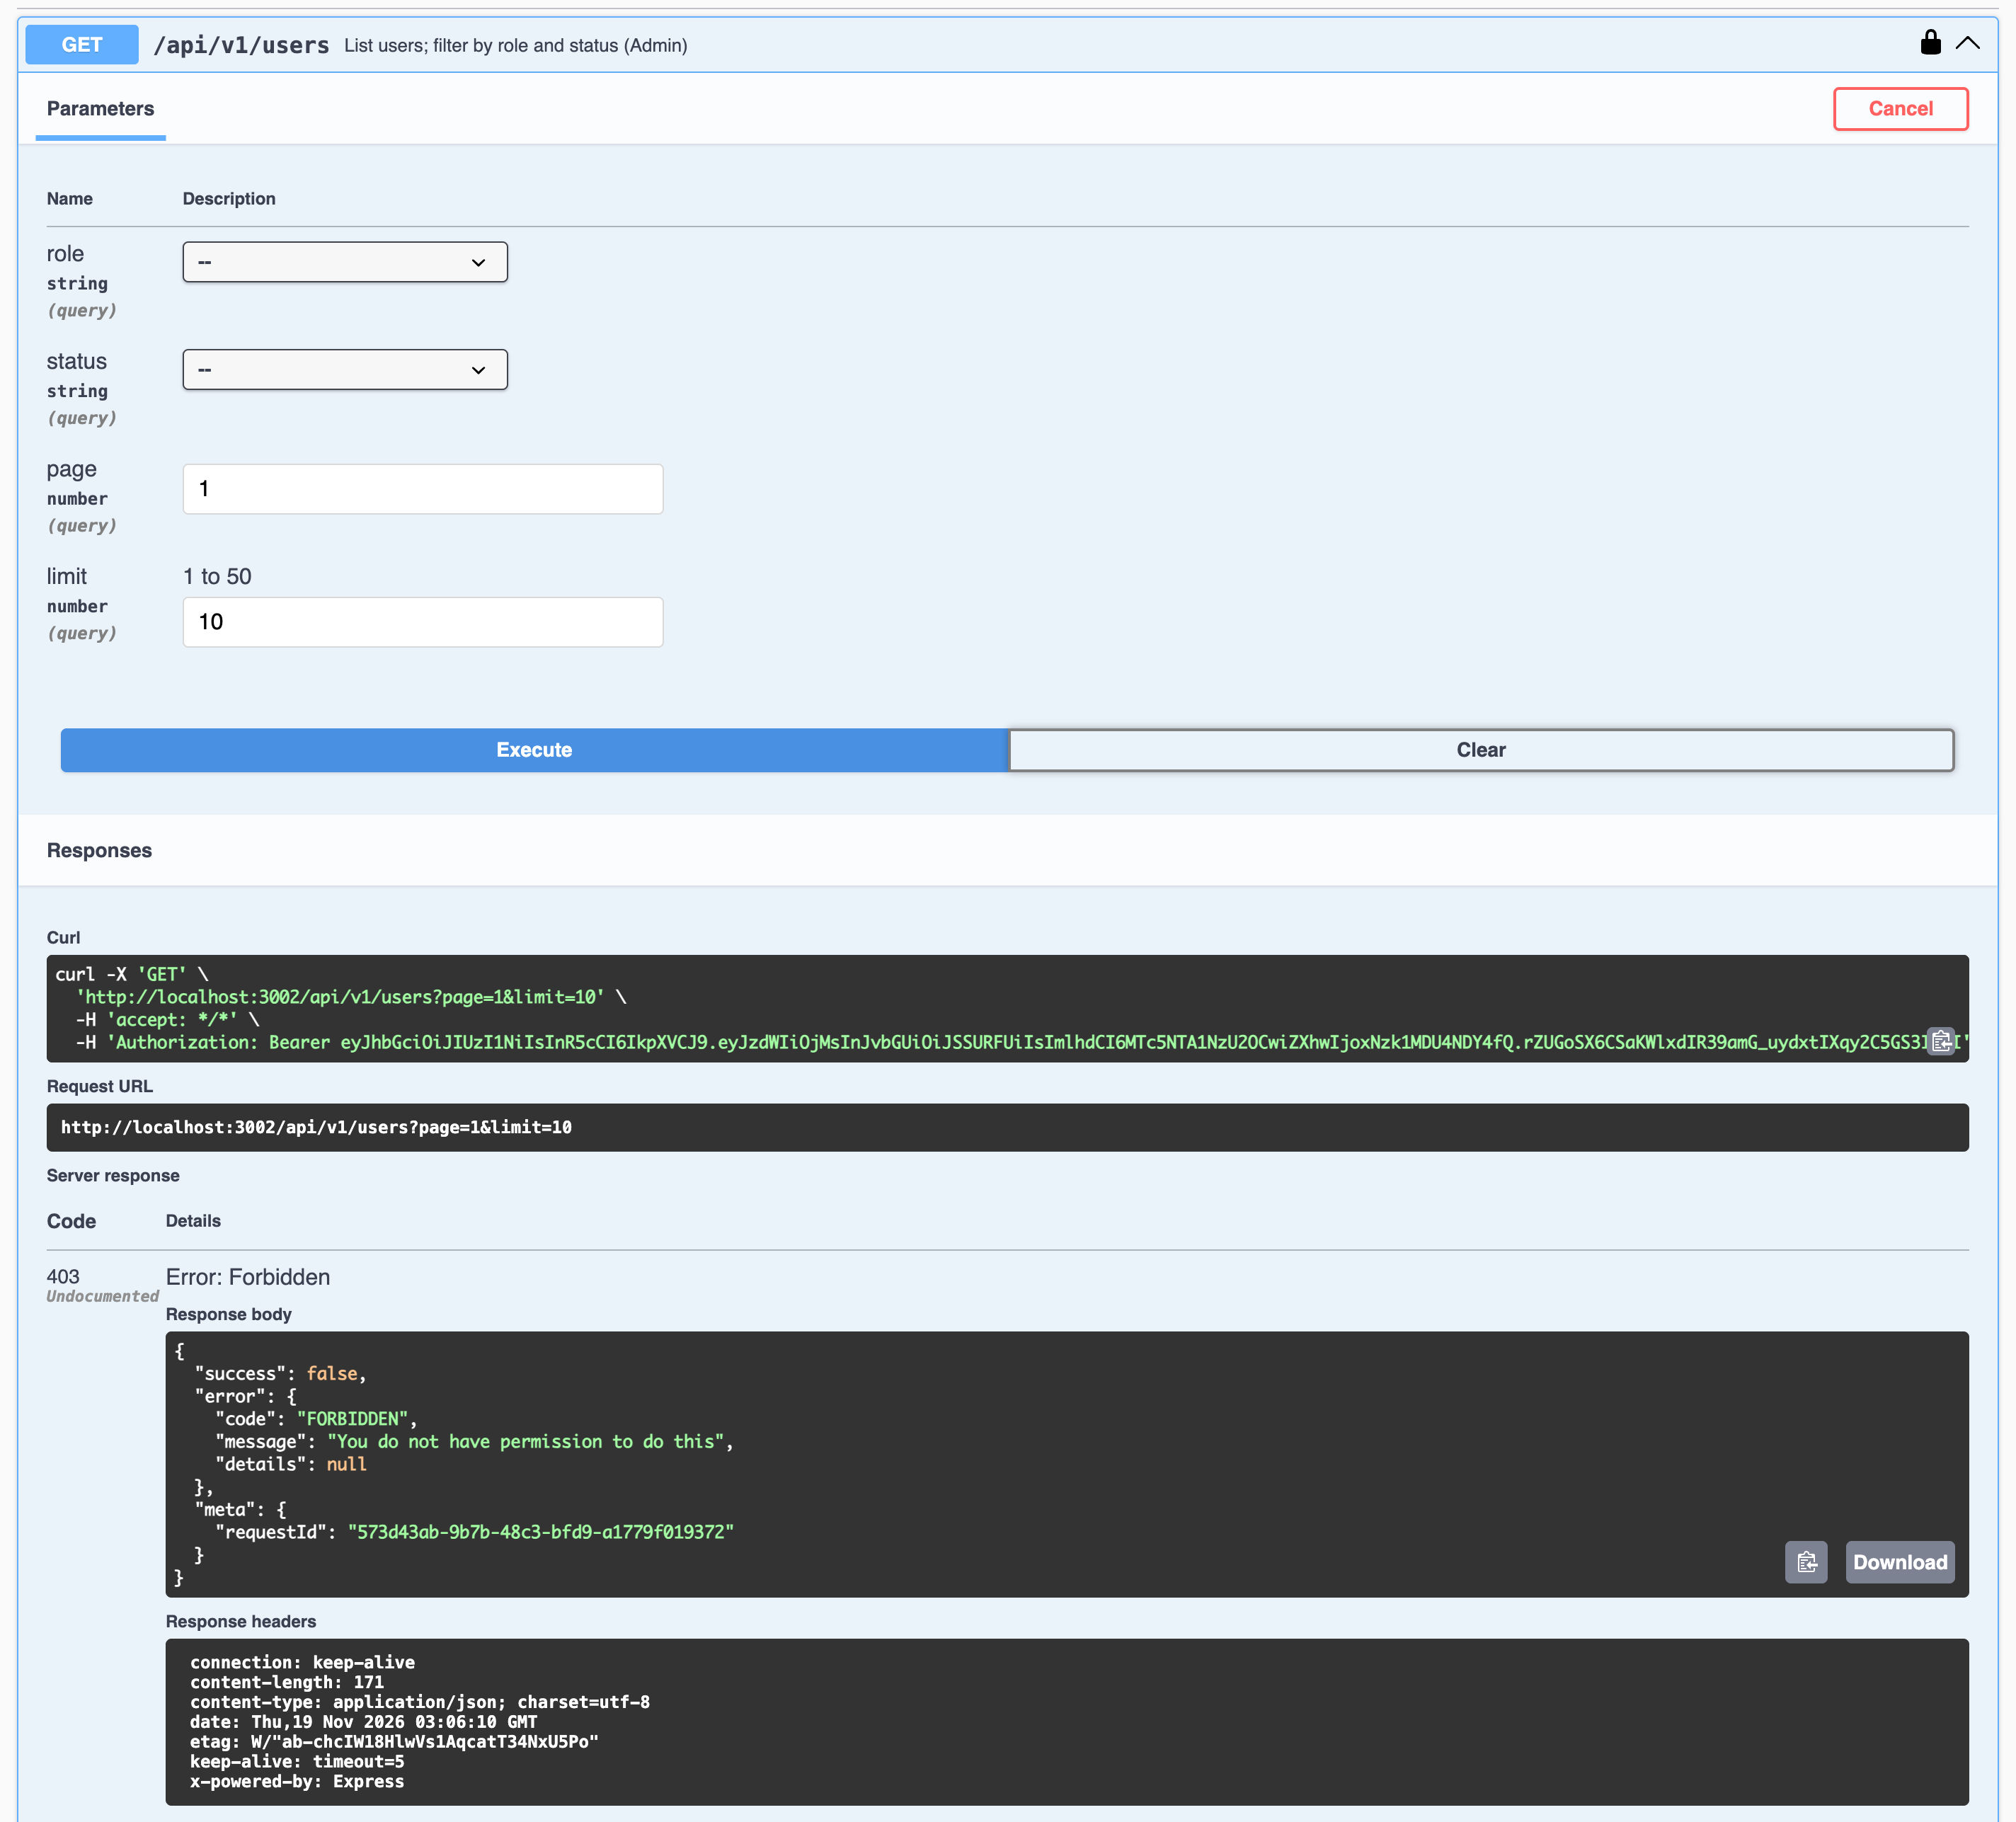 GET /api/v1/users List users; filter by role and status (Admin)
Parameters
Cancel
Name Description
role
string
(query)
--
status
string
(query)
--
page
number
(query)
1
limit
number
(query)
1 to 50
10
Execute
Clear
Responses
Curl
curl -X 'GET' \
'http://localhost:3002/api/v1/users?page=1&limit=10' \
-H 'accept: */*' \
-H 'Authorization: Bearer
Request URL
http://localhost:3002/api/v1/users?page=1&limit=10
Server response
Code Details
403
Undocumented
Error: Forbidden
Response body
{
"success": false,
"error": {
"code": "FORBIDDEN",
"message": "You do not have permission to do this",
"details": null
},
"meta": {
"requestId": "573d43ab-9b7b-48c3-bfd9-a1779f019372"
}
}
Download
Response headers
connection: keep-alive
content-length: 171
content-type: application/json; charset=utf-8
date: Thu,19 Nov 2026 03:06:10 GMT
etag: W/"ab-chcIW18HlwVs1AqcatT34NxU5Po"
keep-alive: timeout=5
x-powered-by: Express